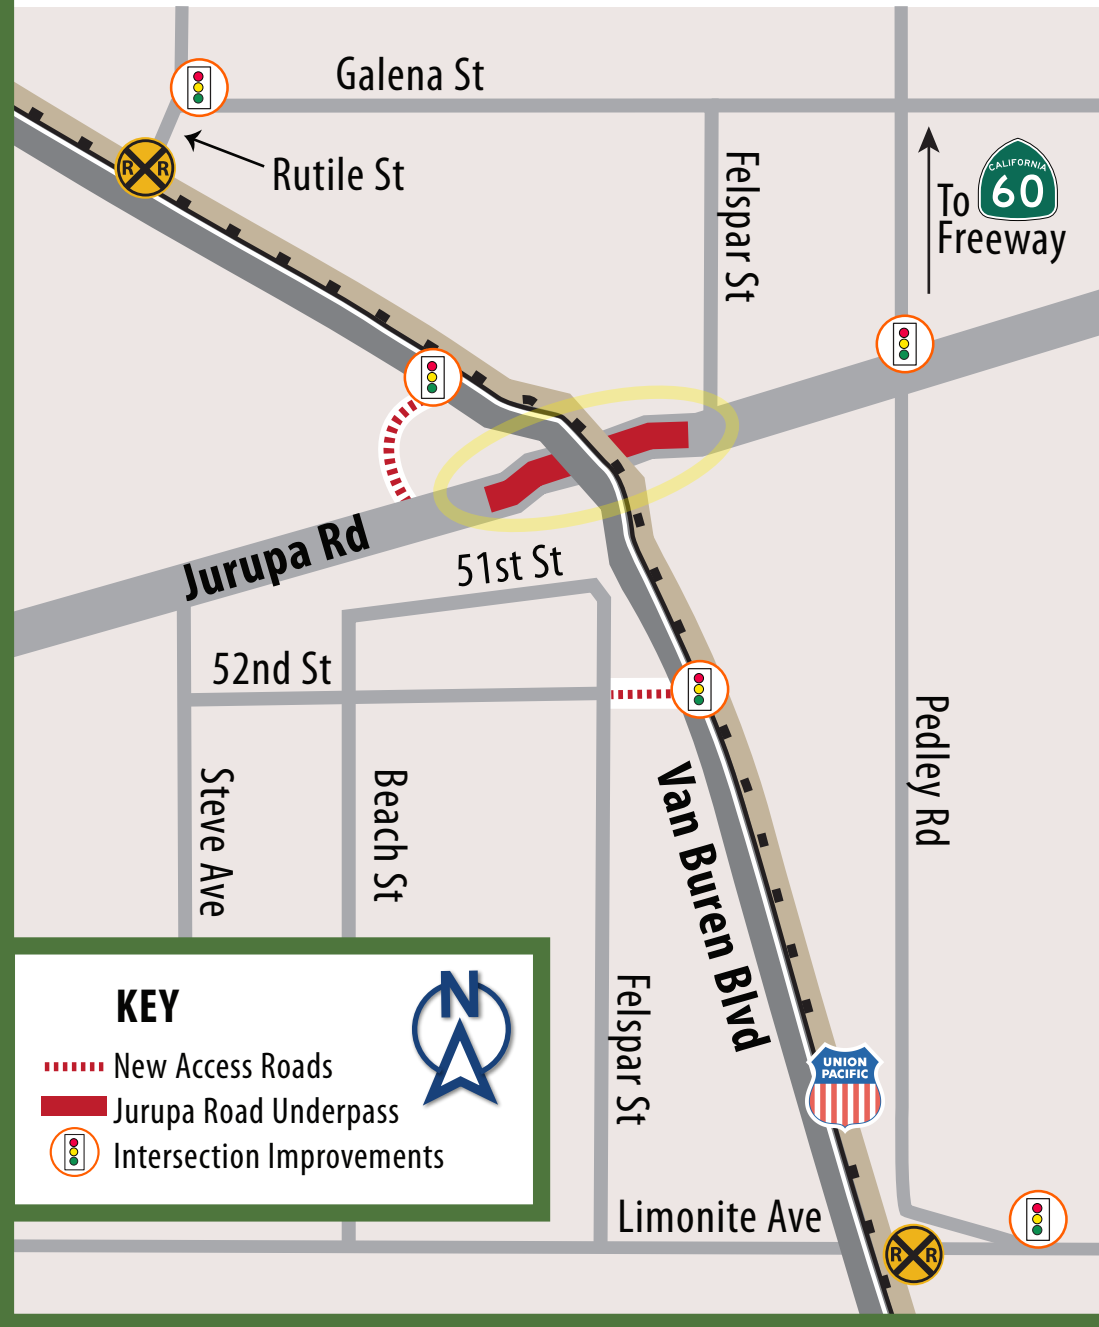 Galena St
R R
Rutile St
Felspar St
CALIFORNIA
60
To
Freeway
Jurupa Rd
51st St
52nd St
Steve Ave
Beach St
Van Buren Blvd
Pedley Rd
Felspar St
UNION
PACIFIC
Limonite Ave
R R
KEY
N
New Access Roads
Jurupa Road Underpass
Intersection Improvements